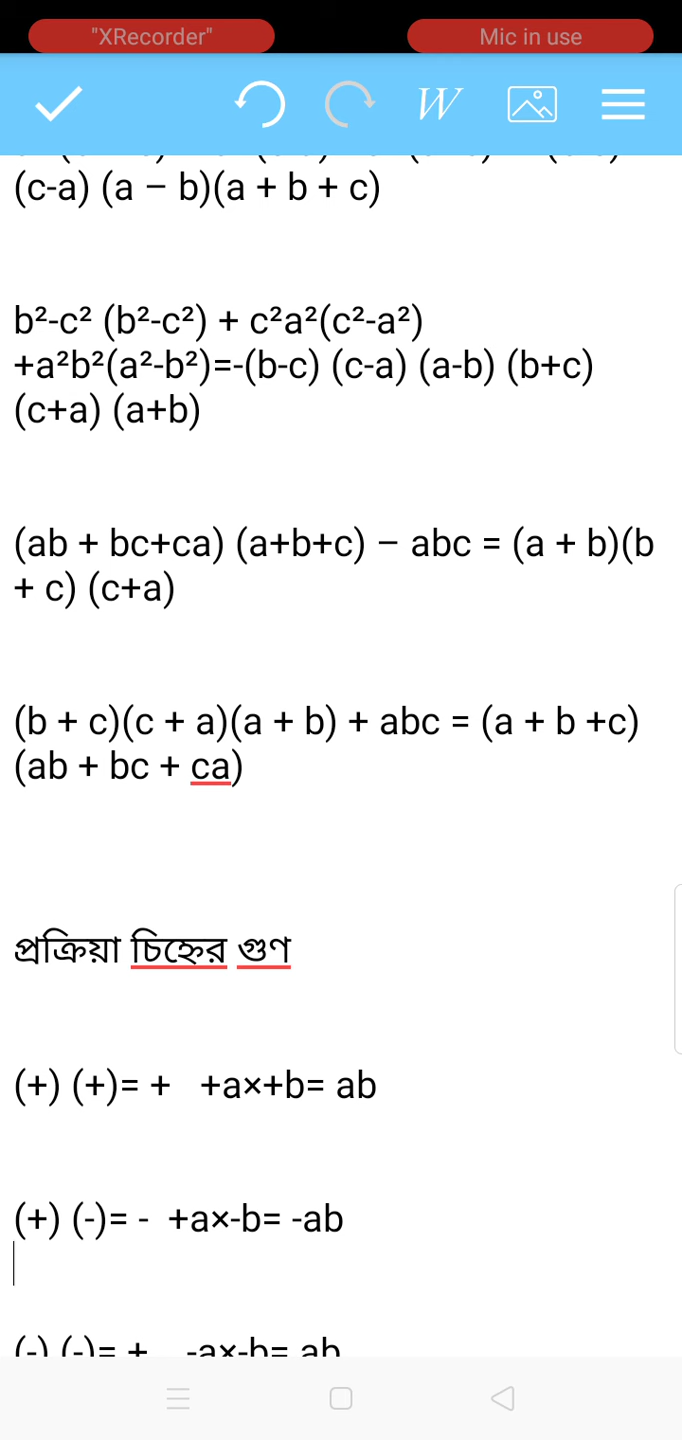 "XRecorder"
Mic in use
W
(c-a) (a – b)(a + b + c)
b²-c² (b²-c²) + c²a²(c²-a²)
+a²b²(a²-b²)=-(b-c) (c-a) (a-b) (b+c)
(c+a) (a+b)
(ab + bc+ca) (a+b+c) – abc = (a + b)(b
+ c) (c+a)
(b + c)(c + a)(a + b) + abc = (a + b +c)
(ab + bc + ca)
প্রক্রিয়া চিহ্নের গুণ
(+) (+)= +   +a×+b= ab
(+) (-)= -  +a×-b= -ab
(-) (-)= +    -a×-b= ab